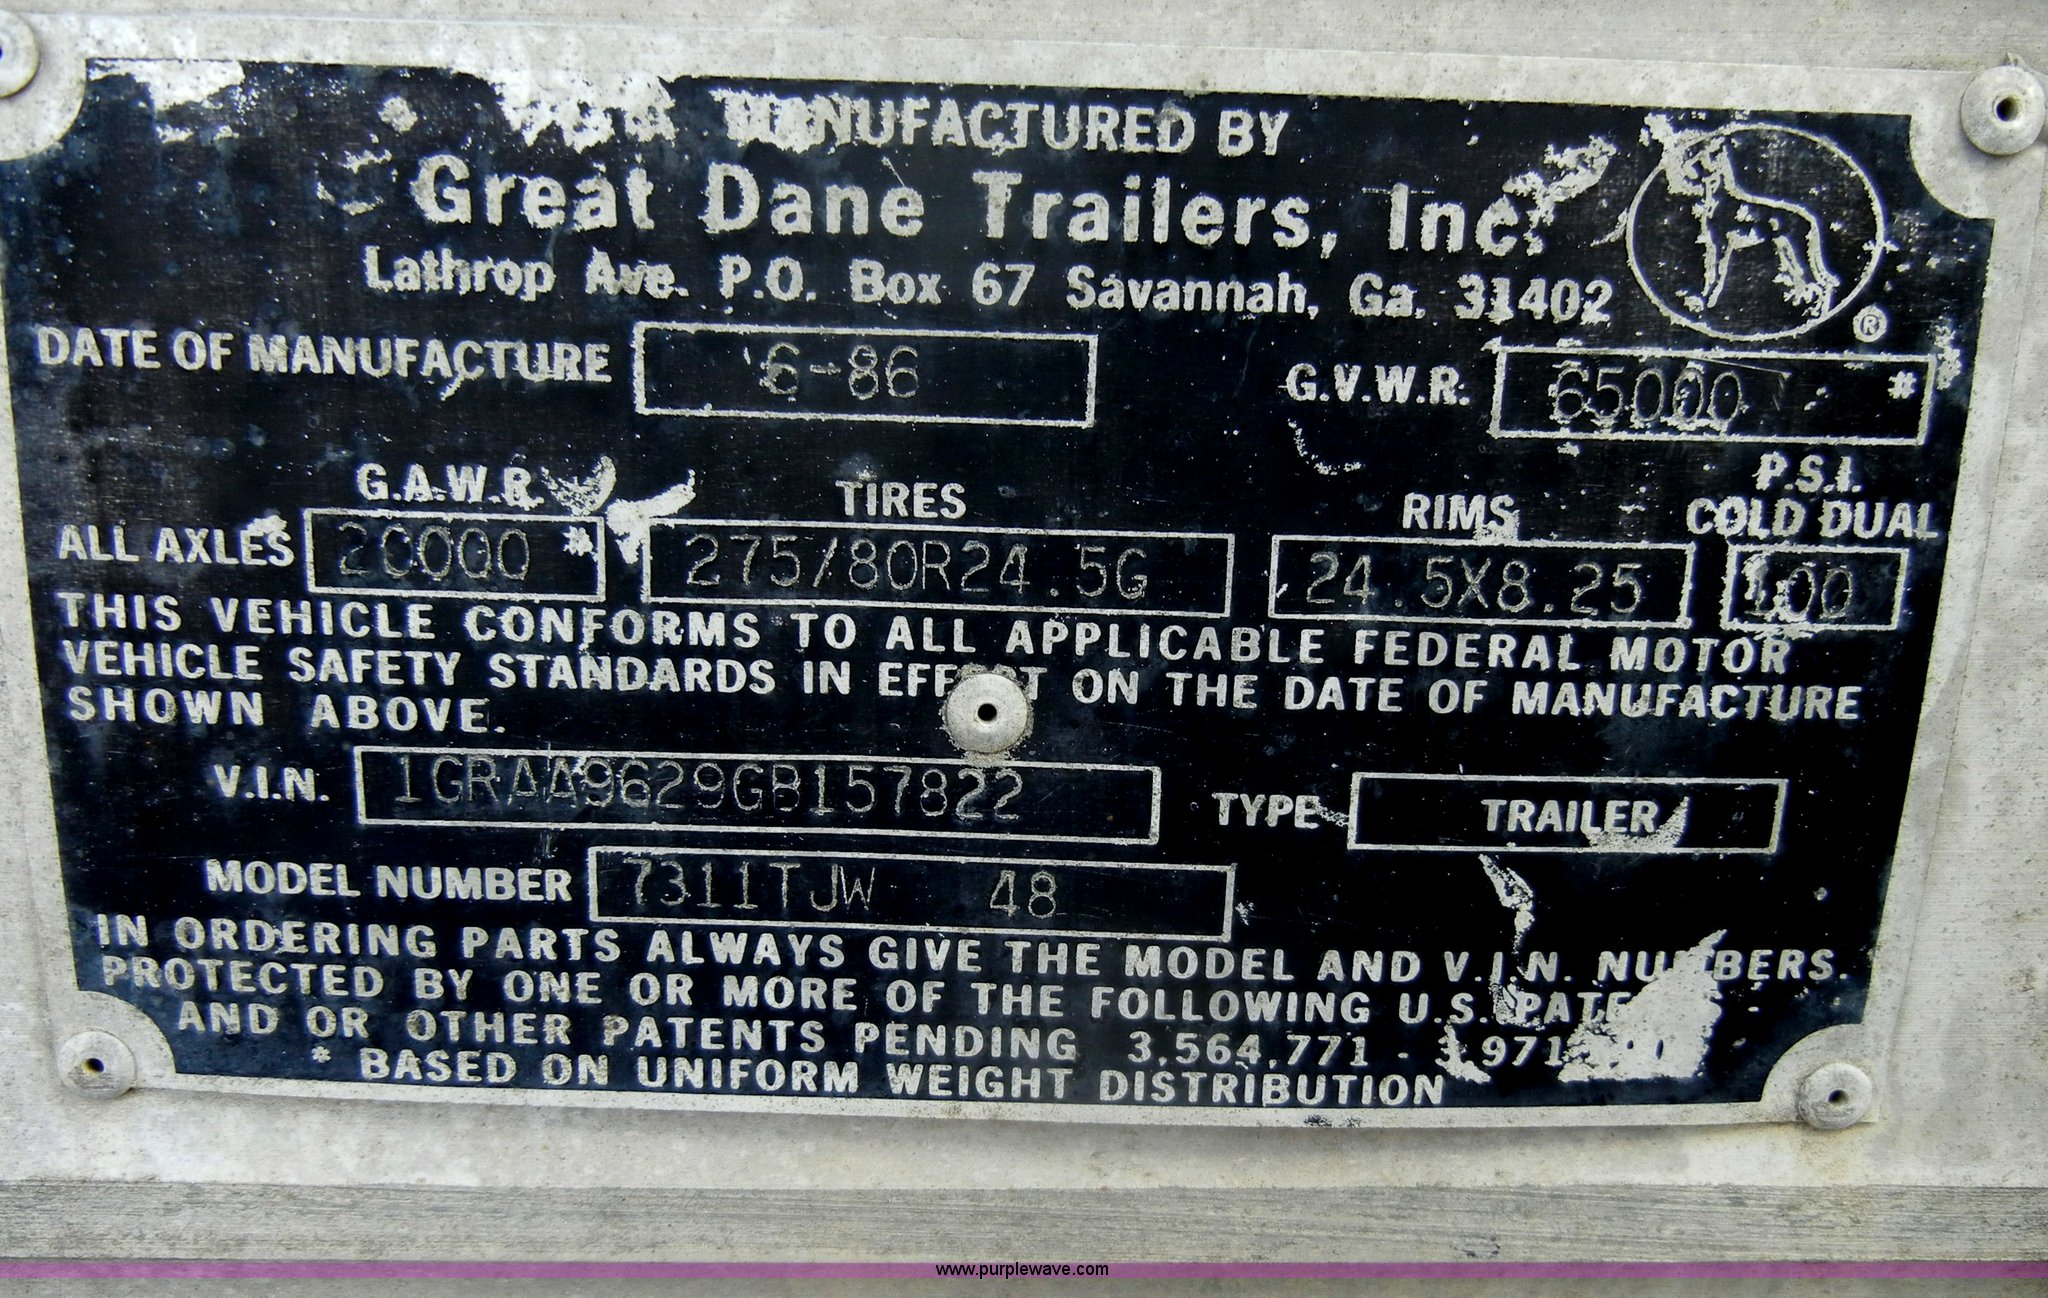 MANUFACTURED BY
Great Dane Trailers, Inc.
Lathrop Ave. P.O. Box 67 Savannah, Ga. 31402
®
DATE OF MANUFACTURE 6-86 G.V.W.R. 65000 *
G.A.W.R. TIRES RIMS P.S.I. COLD DUAL
ALL AXLES 20000 * 275/80R24.5G 24.5X8.25 100
THIS VEHICLE CONFORMS TO ALL APPLICABLE FEDERAL MOTOR
VEHICLE SAFETY STANDARDS IN EFFECT ON THE DATE OF MANUFACTURE
SHOWN ABOVE.
V.I.N. 1GRAA9629GB157822 TYPE TRAILER
MODEL NUMBER 7311TJW 48
IN ORDERING PARTS ALWAYS GIVE THE MODEL AND V.I.N. NUMBERS.
PROTECTED BY ONE OR MORE OF THE FOLLOWING U.S.
AND OR OTHER PATENTS PENDING 3,564,771 -
* BASED ON UNIFORM WEIGHT DISTRIBUTION
www.purplewave.com